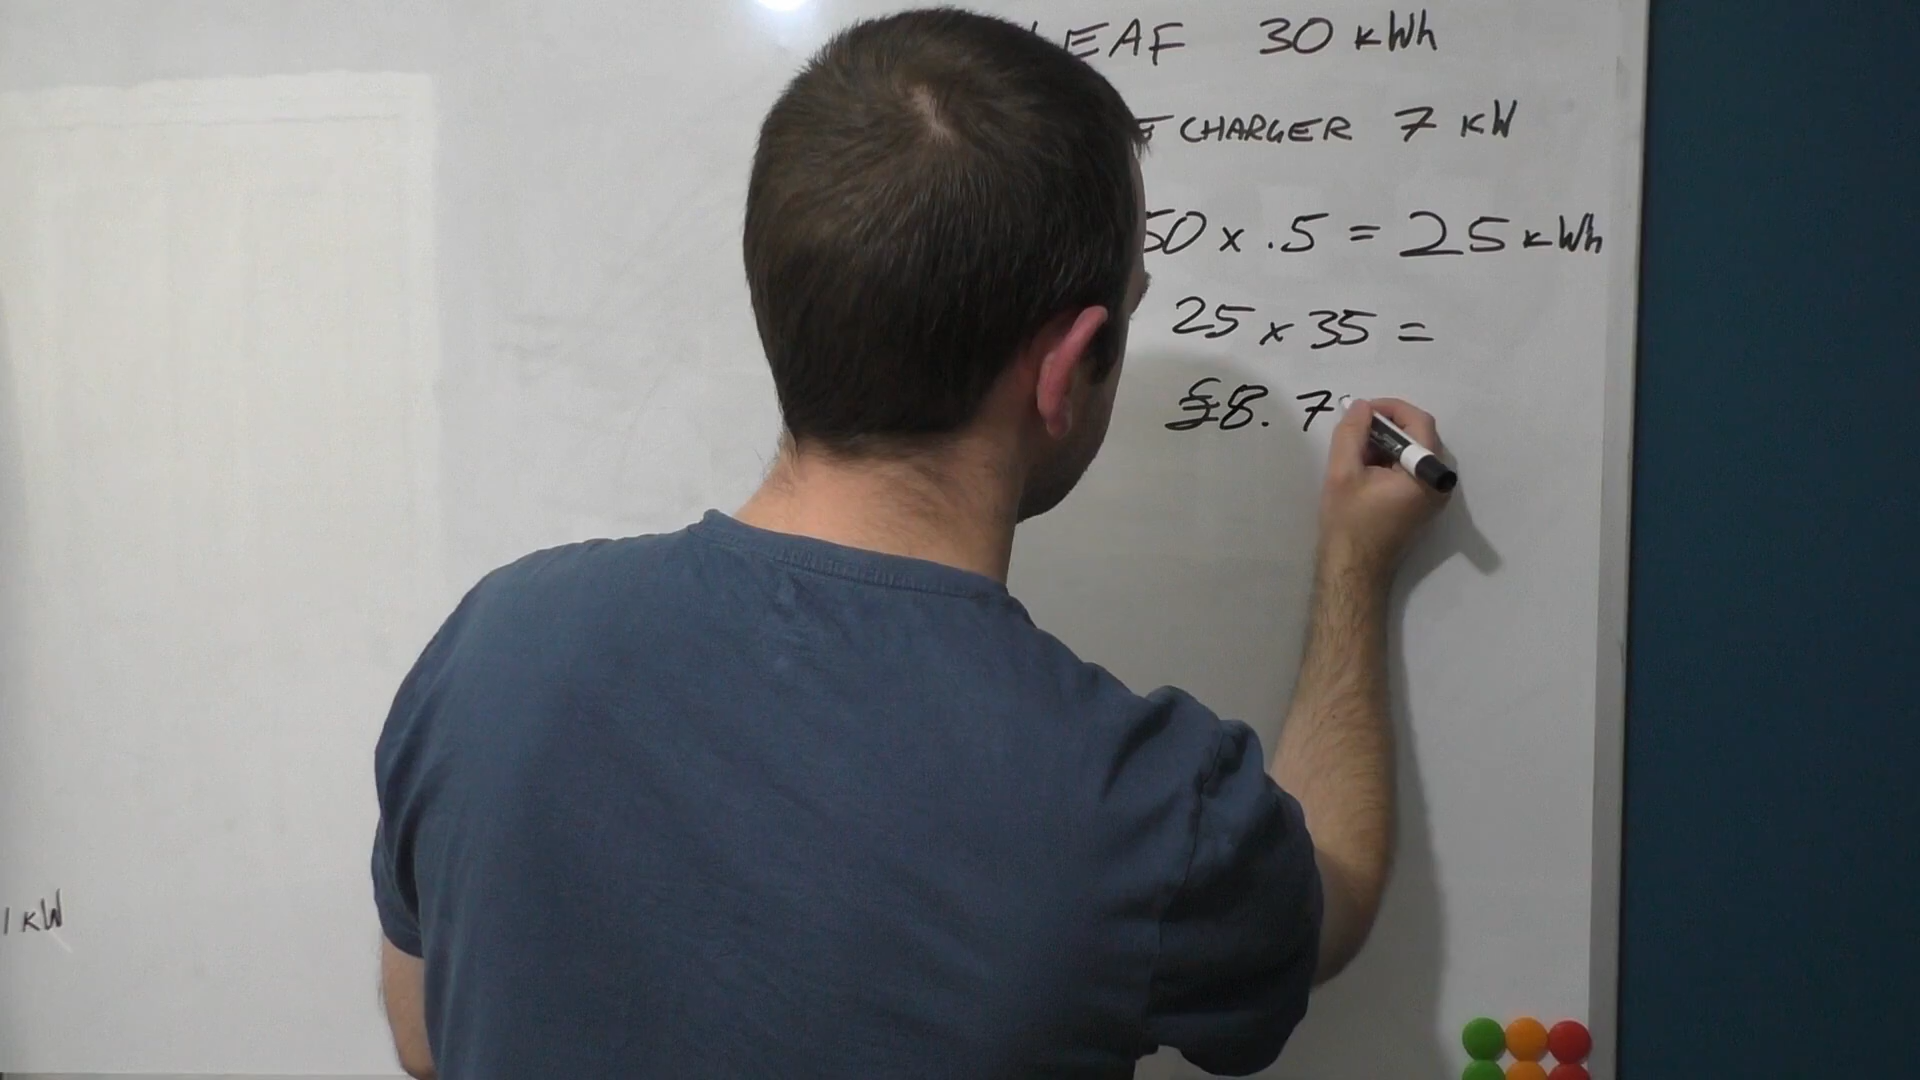 LEAF 30 kWh
CHARGER 7 kW
50 x .5 = 25 kWh
25 x 35 =
£8.7
1 kW